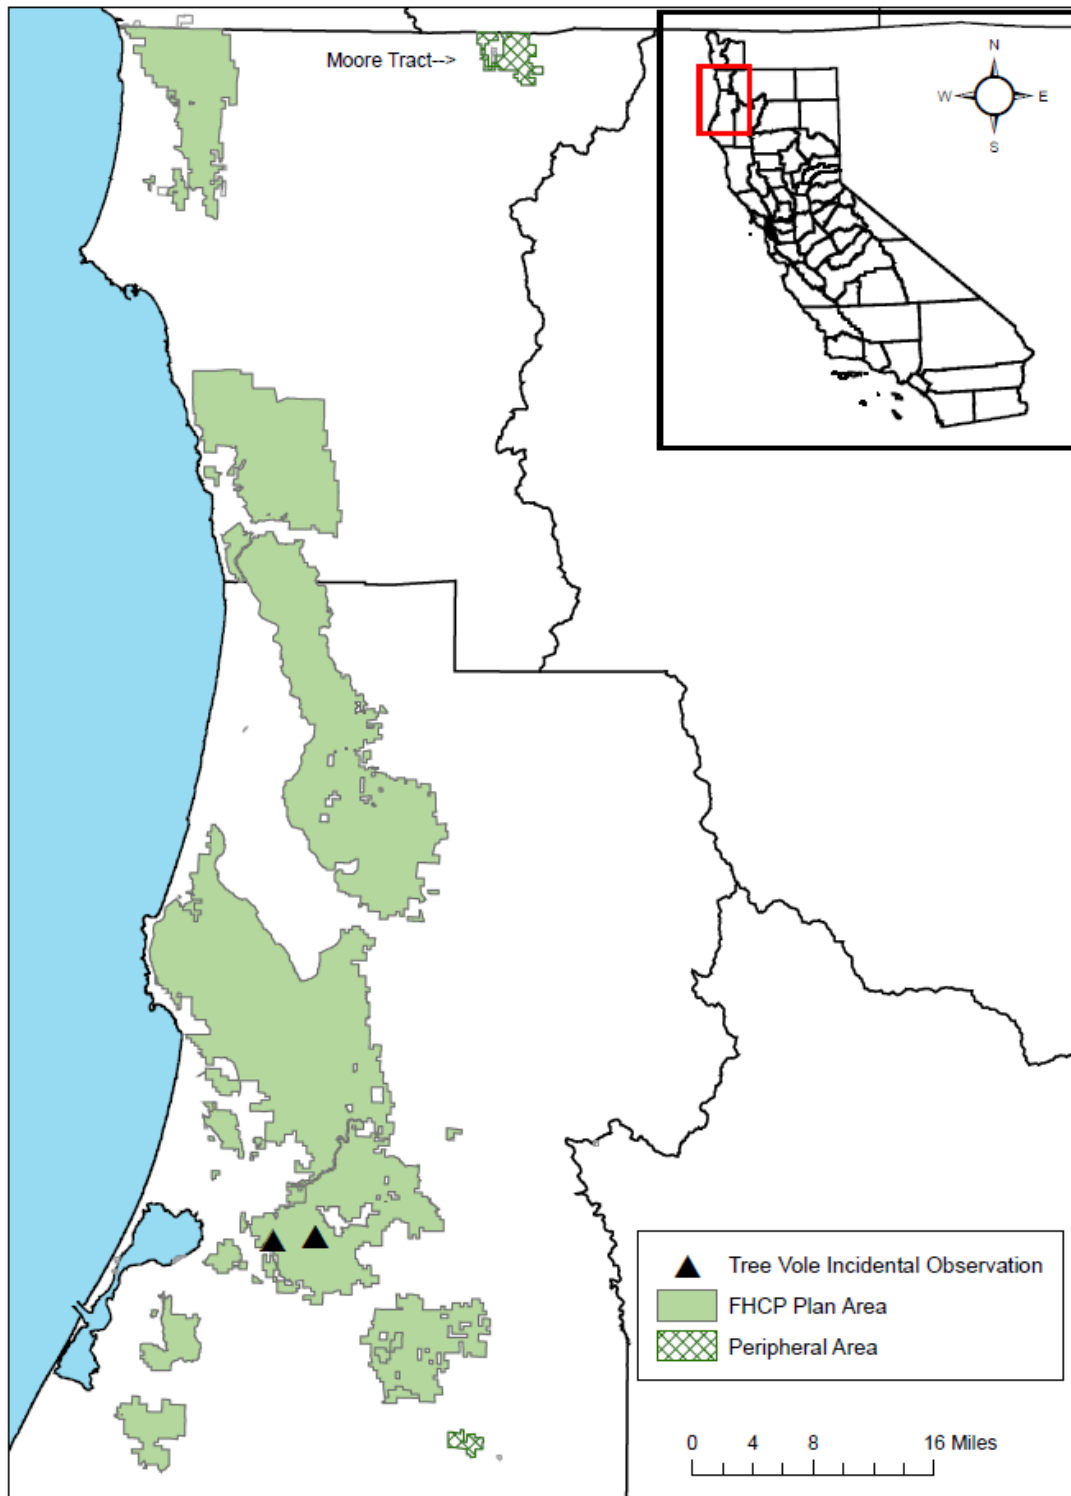 Moore Tract-->
N
W
E
S
Tree Vole Incidental Observation
FHCP Plan Area
Peripheral Area
0 4 8 16 Miles